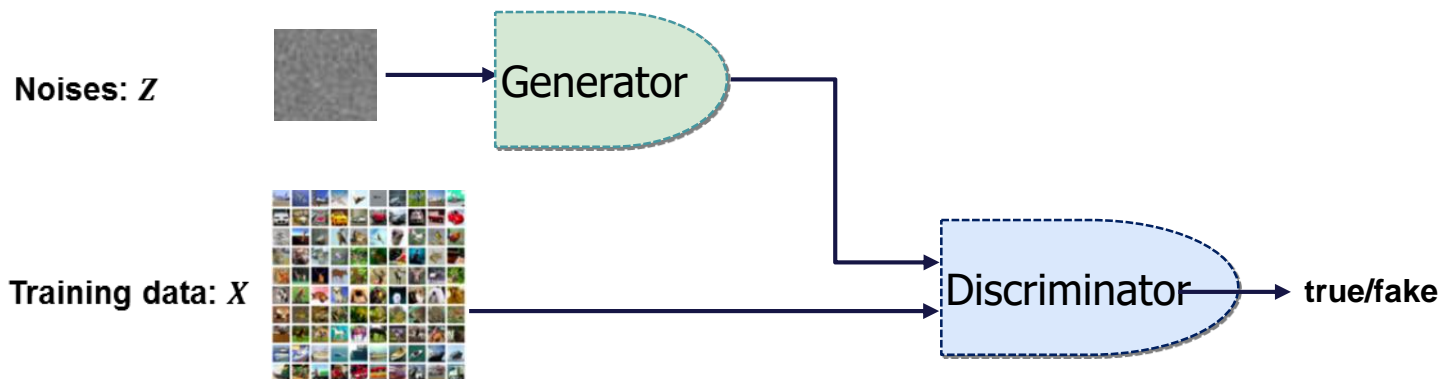 Noises: Z
Generator
Training data: X
Discriminator
true/fake